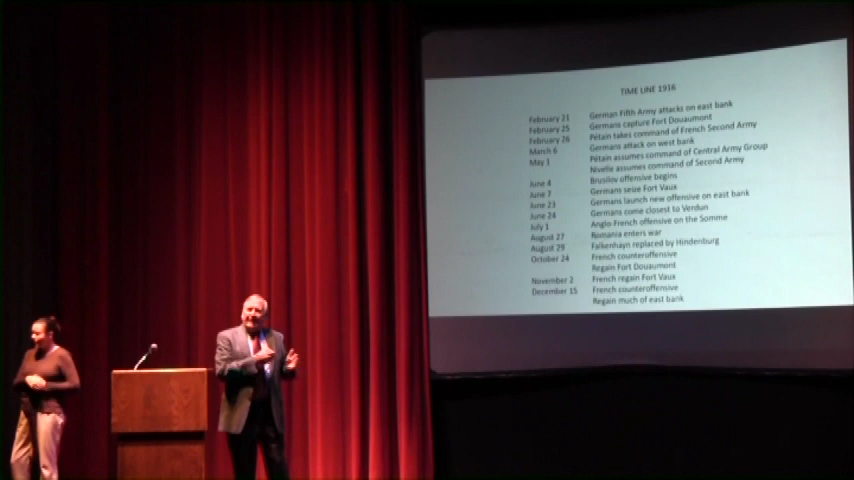 TIME LINE 1916
February 21 German Fifth Army attacks on east bank
February 25 Germans capture Fort Douaumont
February 26 Pétain takes command of French Second Army
March 6 Germans attack on west bank
May 1 Pétain assumes command of Central Army Group
Nivelle assumes command of Second Army
June 4 Brusilov offensive begins
June 7 Germans seize Fort Vaux
June 23 Germans launch new offensive on east bank
June 24 Germans come closest to Verdun
July 1 Anglo-French offensive on the Somme
August 27 Romania enters war
August 29 Falkenhayn replaced by Hindenburg
October 24 French counteroffensive
Regain Fort Douaumont
November 2 French regain Fort Vaux
December 15 French counteroffensive
Regain much of east bank